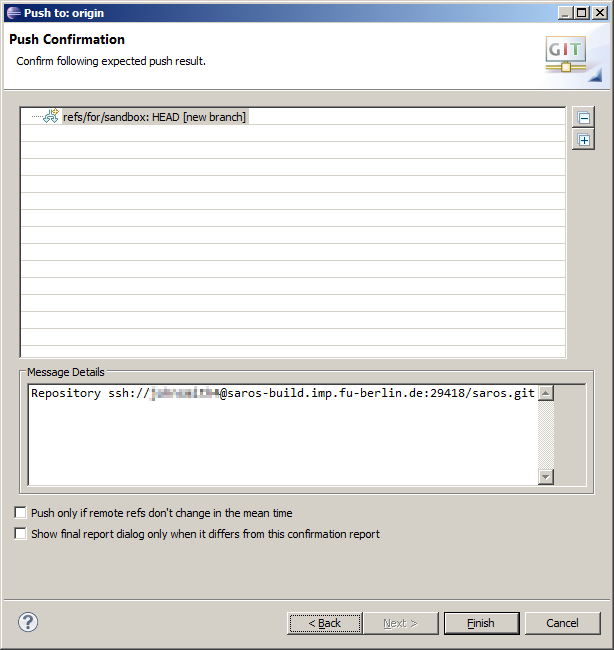 Push to: origin
Push Confirmation
Confirm following expected push result.
GIT
refs/for/sandbox: HEAD [new branch]
Message Details
Repository ssh://@saros-build.imp.fu-berlin.de:29418/saros.git
Push only if remote refs don't change in the mean time
Show final report dialog only when it differs from this confirmation report
?
< Back
Next >
Finish
Cancel